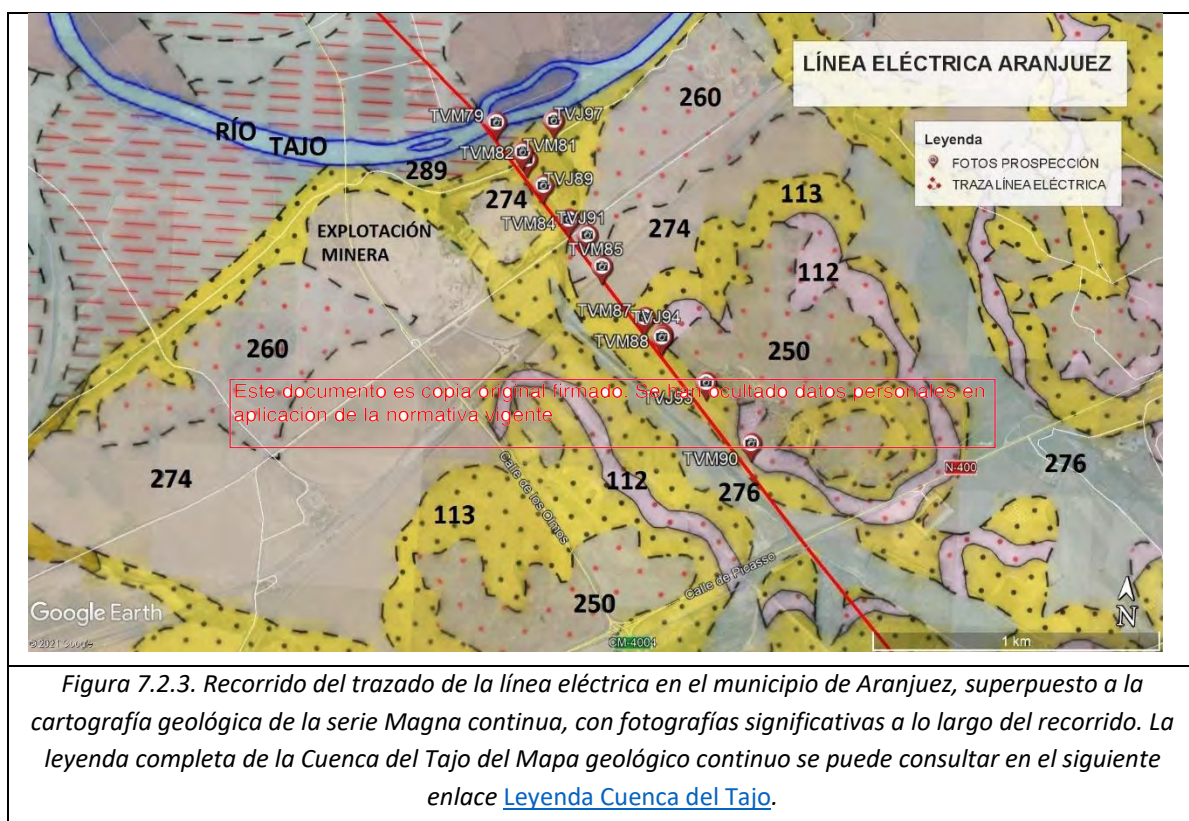 LÍNEA ELÉCTRICA ARANJUEZ
Leyenda
FOTOS PROSPECCIÓN
TRAZA LÍNEA ELÉCTRICA
260
TVM79
TVJ97
RÍO TAJO
TVM82
TVM81
289
274
TVJ89
113
EXPLOTACIÓN
MINERA
TVM84
TVJ91
274
TVM85
112
TVM87
TVJ94
TVM88
260
250
Este documento es copia original firmado. Se han ocultado datos personales en
aplicación de la normativa vigente
TVM90
N-400
276
274
112
276
113
Calle de los Olmos
Calle de Picasso
250
Google Earth
© 2021 Google
CM-4004
N
1 km
Figura 7.2.3. Recorrido del trazado de la línea eléctrica en el municipio de Aranjuez, superpuesto a la
cartografía geológica de la serie Magna continua, con fotografías significativas a lo largo del recorrido. La
leyenda completa de la Cuenca del Tajo del Mapa geológico continuo se puede consultar en el siguiente
enlace Leyenda Cuenca del Tajo.